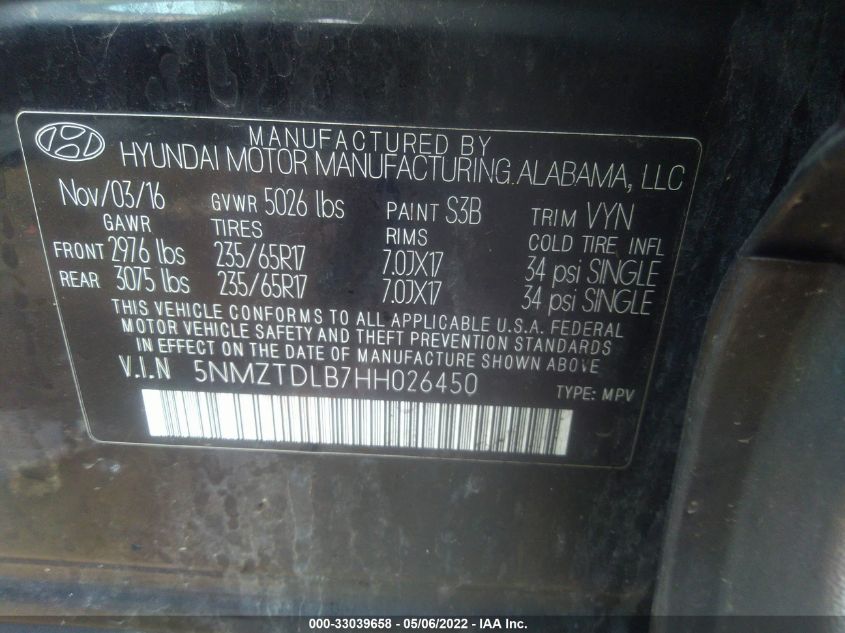 MANUFACTURED BY
HYUNDAI MOTOR MANUFACTURING ALABAMA, LLC
Nov/03/16 GVWR 5026 lbs PAINT S3B TRIM VYN
GAWR TIRES RIMS COLD TIRE INFL
FRONT 2976 lbs 235/65R17 7.0JX17 34 psi SINGLE
REAR 3075 lbs 235/65R17 7.0JX17 34 psi SINGLE
THIS VEHICLE CONFORMS TO ALL APPLICABLE U.S.A. FEDERAL
MOTOR VEHICLE SAFETY AND THEFT PREVENTION STANDARDS
IN EFFECT ON THE DATE OF MANUFACTURE SHOWN ABOVE
V.I.N 5NMZTDLB7HH026450 TYPE: MPV
000-33039658 - 05/06/2022 - IAA Inc.